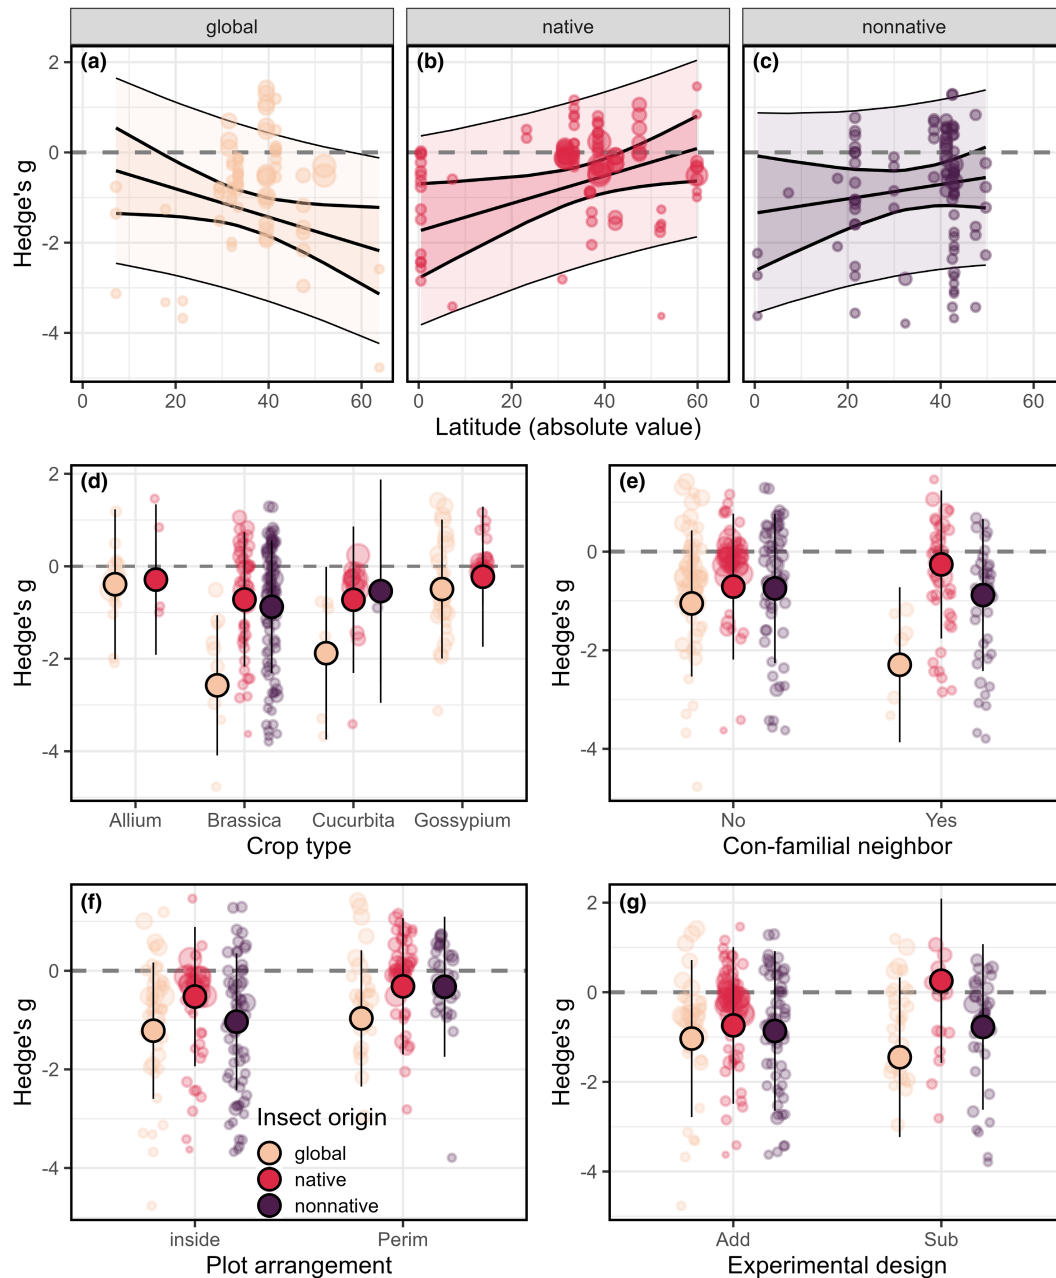 global native nonnative
(a) (b) (c)
2
0
-2
-4
Hedge's g
0 20 40 60 0 20 40 60 0 20 40 60
Latitude (absolute value)
(d) (e)
2
0
-2
-4
Hedge's g
0
-2
-4
Hedge's g
Allium Brassica Cucurbita Gossypium
No Yes
Crop type
Con-familial neighbor
(f) (g)
0
-2
-4
Hedge's g
2
0
-2
-4
Hedge's g
Insect origin
global
native
nonnative
inside Perim
Add Sub
Plot arrangement
Experimental design